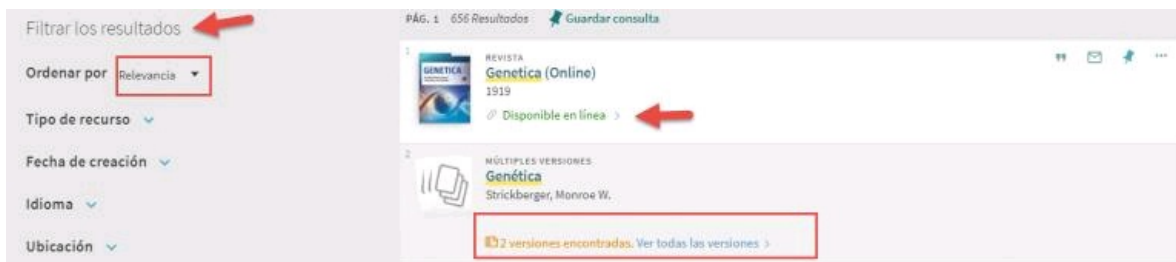 Filtrar los resultados
Ordenar por Relevancia
Tipo de recurso
Fecha de creación
Idioma
Ubicación
PÁG. 1 656 Resultados Guardar consulta
1
REVISTA
GENETICA
Genetica (Online)
1919
Disponible en línea
2
MÚLTIPLES VERSIONES
Genética
Strickberger, Monroe W.
2 versiones encontradas. Ver todas las versiones